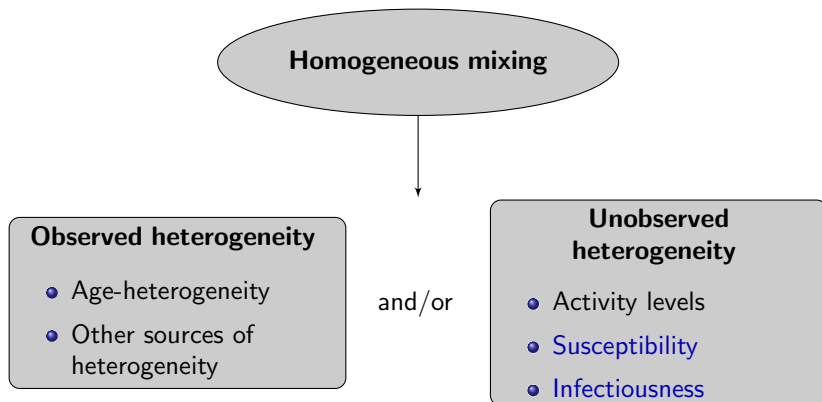 Homogeneous mixing
Observed heterogeneity
Age-heterogeneity
Other sources of
heterogeneity
and/or
Unobserved
heterogeneity
Activity levels
Susceptibility
Infectiousness